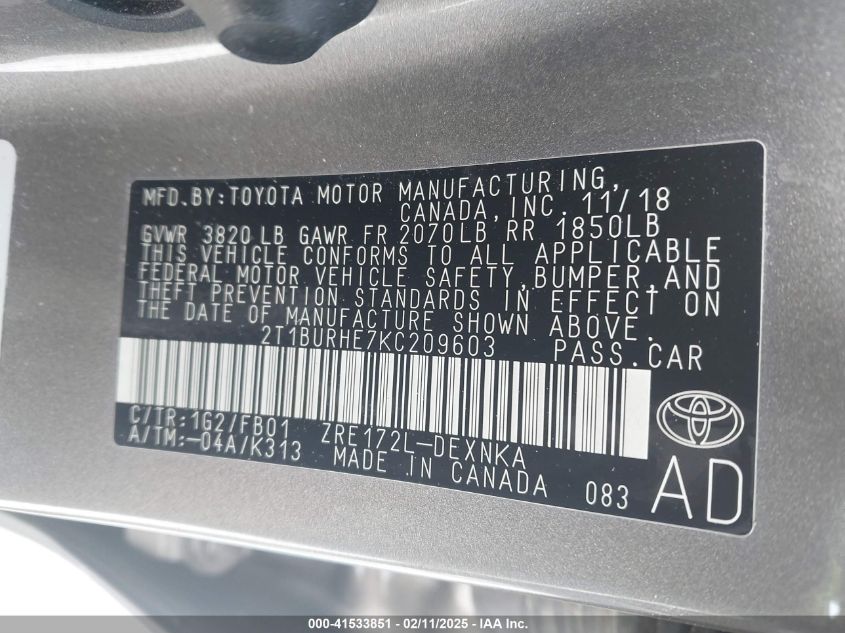 MFD.BY:TOYOTA MOTOR MANUFACTURING,
CANADA,INC. 11/18
GVWR 3820 LB GAWR FR 2070LB RR 1850LB
THIS VEHICLE CONFORMS TO ALL APPLICABLE
FEDERAL MOTOR VEHICLE SAFETY,BUMPER,AND
THEFT PREVENTION STANDARDS IN EFFECT ON
THE DATE OF MANUFACTURE SHOWN ABOVE.
2T1BURHE7KC209603 PASS.CAR
C/TR:1G2/FB01 ZRE172L-DEXNKA
A/TM:-04A/K313 MADE IN CANADA 083 AD
000-41533851 - 02/11/2025 - IAA Inc.